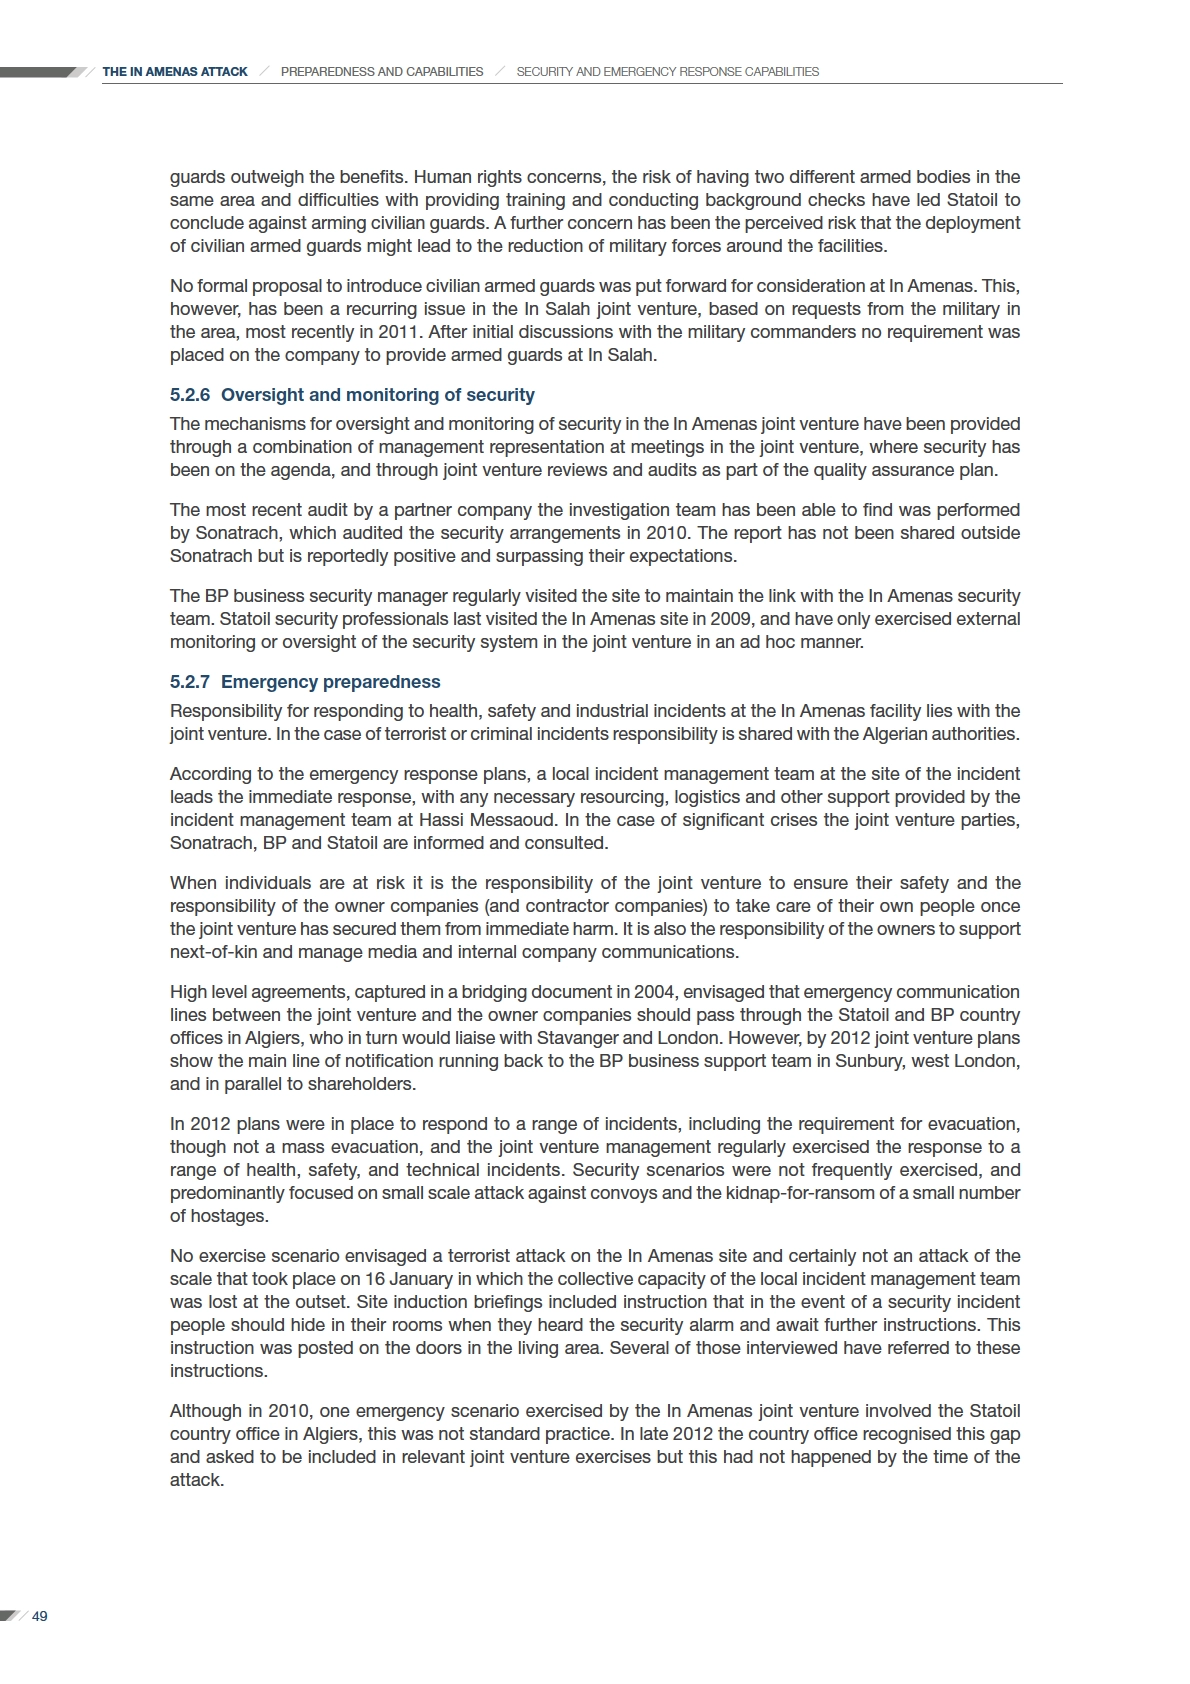 THE IN AMENAS ATTACK / PREPAREDNESS AND CAPABILITIES / SECURITY AND EMERGENCY RESPONSE CAPABILITIES
guards outweigh the benefits. Human rights concerns, the risk of having two different armed bodies in the
same area and difficulties with providing training and conducting background checks have led Statoil to
conclude against arming civilian guards. A further concern has been the perceived risk that the deployment
of civilian armed guards might lead to the reduction of military forces around the facilities.
No formal proposal to introduce civilian armed guards was put forward for consideration at In Amenas. This,
however, has been a recurring issue in the In Salah joint venture, based on requests from the military in
the area, most recently in 2011. After initial discussions with the military commanders no requirement was
placed on the company to provide armed guards at In Salah.
5.2.6 Oversight and monitoring of security
The mechanisms for oversight and monitoring of security in the In Amenas joint venture have been provided
through a combination of management representation at meetings in the joint venture, where security has
been on the agenda, and through joint venture reviews and audits as part of the quality assurance plan.
The most recent audit by a partner company the investigation team has been able to find was performed
by Sonatrach, which audited the security arrangements in 2010. The report has not been shared outside
Sonatrach but is reportedly positive and surpassing their expectations.
The BP business security manager regularly visited the site to maintain the link with the In Amenas security
team. Statoil security professionals last visited the In Amenas site in 2009, and have only exercised external
monitoring or oversight of the security system in the joint venture in an ad hoc manner.
5.2.7 Emergency preparedness
Responsibility for responding to health, safety and industrial incidents at the In Amenas facility lies with the
joint venture. In the case of terrorist or criminal incidents responsibility is shared with the Algerian authorities.
According to the emergency response plans, a local incident management team at the site of the incident
leads the immediate response, with any necessary resourcing, logistics and other support provided by the
incident management team at Hassi Messaoud. In the case of significant crises the joint venture parties,
Sonatrach, BP and Statoil are informed and consulted.
When individuals are at risk it is the responsibility of the joint venture to ensure their safety and the
responsibility of the owner companies (and contractor companies) to take care of their own people once
the joint venture has secured them from immediate harm. It is also the responsibility of the owners to support
next-of-kin and manage media and internal company communications.
High level agreements, captured in a bridging document in 2004, envisaged that emergency communication
lines between the joint venture and the owner companies should pass through the Statoil and BP country
offices in Algiers, who in turn would liaise with Stavanger and London. However, by 2012 joint venture plans
show the main line of notification running back to the BP business support team in Sunbury, west London,
and in parallel to shareholders.
In 2012 plans were in place to respond to a range of incidents, including the requirement for evacuation,
though not a mass evacuation, and the joint venture management regularly exercised the response to a
range of health, safety, and technical incidents. Security scenarios were not frequently exercised, and
predominantly focused on small scale attack against convoys and the kidnap-for-ransom of a small number
of hostages.
No exercise scenario envisaged a terrorist attack on the In Amenas site and certainly not an attack of the
scale that took place on 16 January in which the collective capacity of the local incident management team
was lost at the outset. Site induction briefings included instruction that in the event of a security incident
people should hide in their rooms when they heard the security alarm and await further instructions. This
instruction was posted on the doors in the living area. Several of those interviewed have referred to these
instructions.
Although in 2010, one emergency scenario exercised by the In Amenas joint venture involved the Statoil
country office in Algiers, this was not standard practice. In late 2012 the country office recognised this gap
and asked to be included in relevant joint venture exercises but this had not happened by the time of the
attack.
49